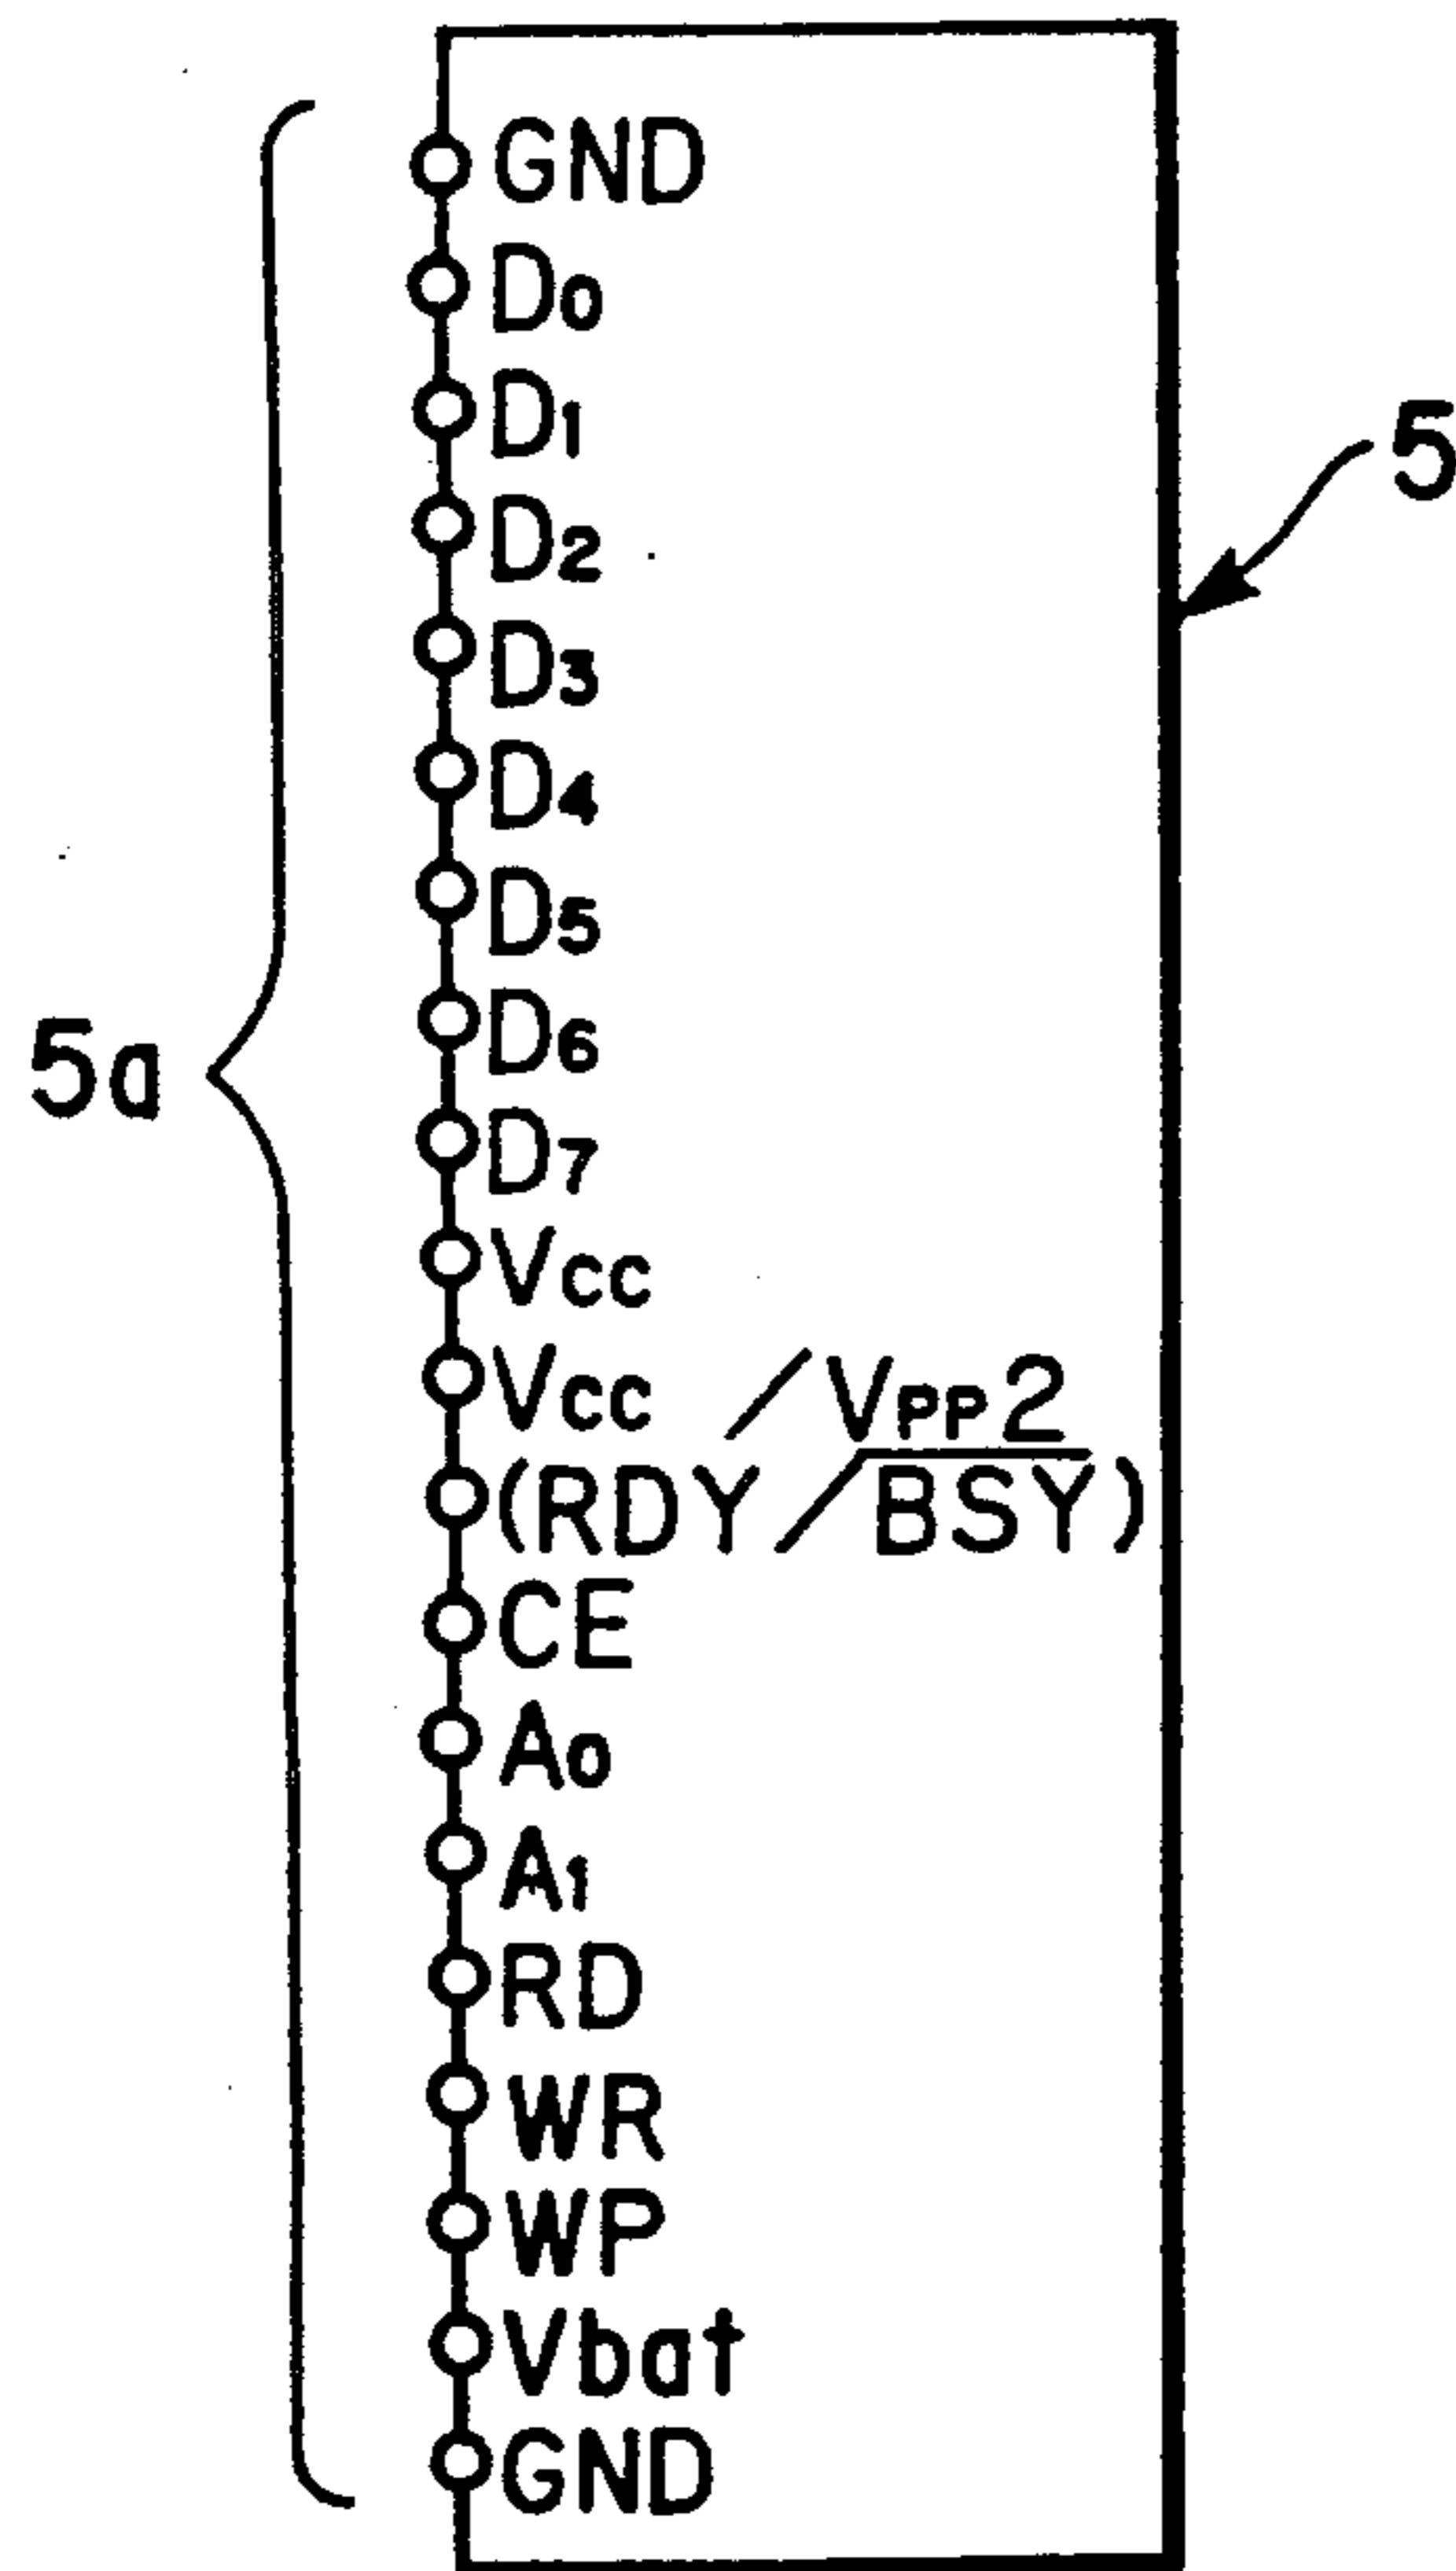 GND
D0
D1
5
D2
D3
D4
D5
D6
5a
D7
Vcc
Vcc /VPP2
(RDY/B̅S̅Y̅)
CE
A0
A1
RD
WR
WP
Vbat
GND